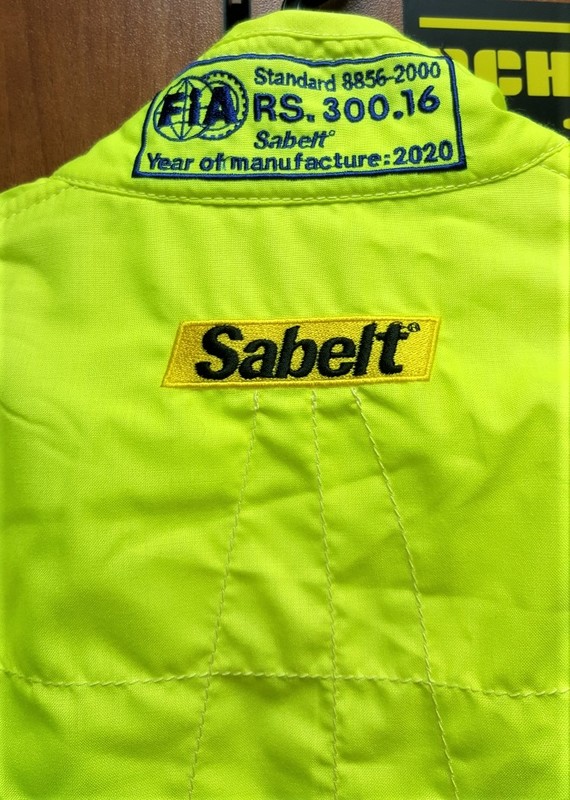 FIA
Standard 8856-2000
RS. 300.16
Sabelt®
Year of manufacture: 2020
Sabelt®